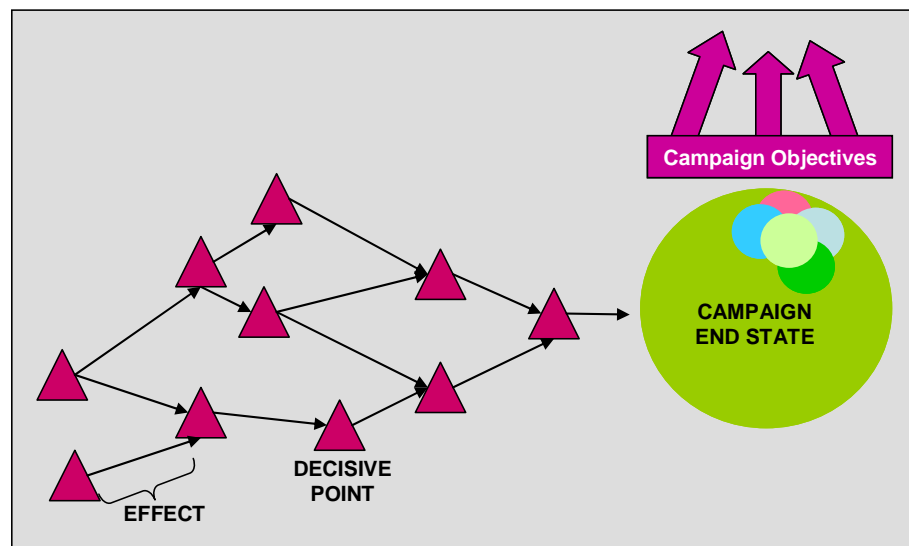 Campaign Objectives
CAMPAIGN
END STATE
DECISIVE
POINT
EFFECT